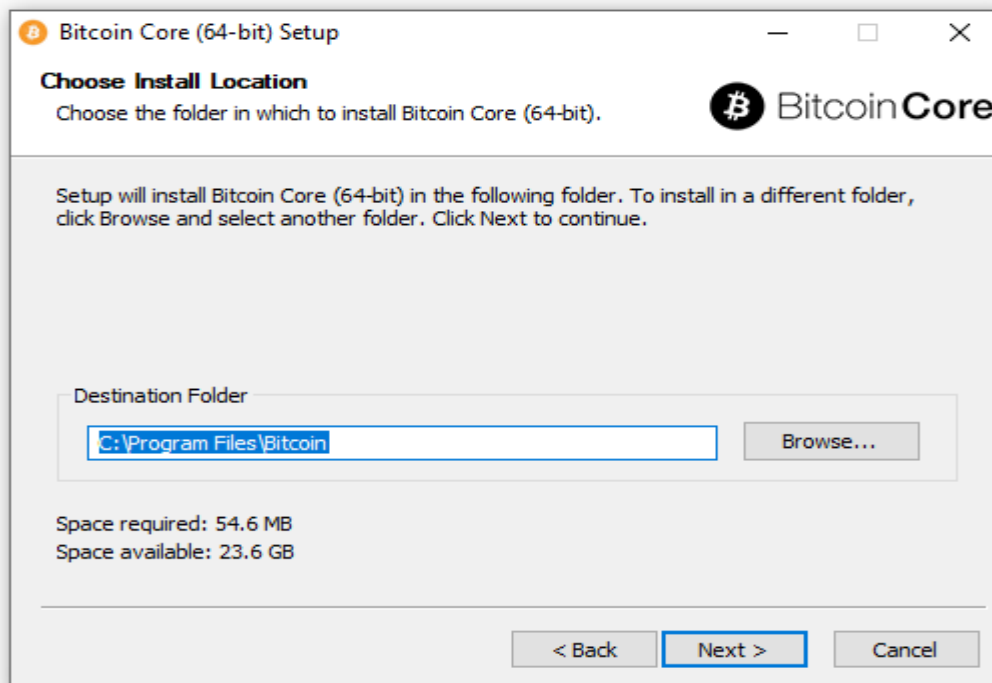 Bitcoin Core (64-bit) Setup
Choose Install Location
Choose the folder in which to install Bitcoin Core (64-bit).
Bitcoin Core
Setup will install Bitcoin Core (64-bit) in the following folder. To install in a different folder,
click Browse and select another folder. Click Next to continue.
Destination Folder
C:\Program Files\Bitcoin
Browse...
Space required: 54.6 MB
Space available: 23.6 GB
< Back
Next >
Cancel